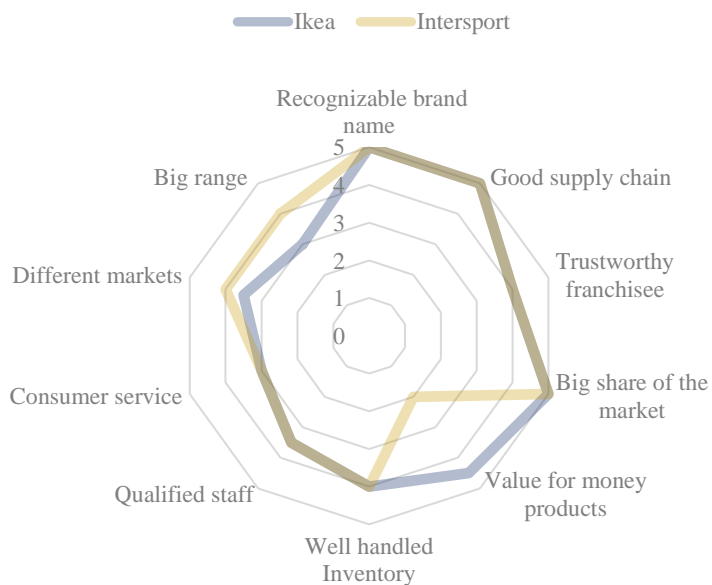 Ikea
Intersport
Recognizable brand
name
Good supply chain
Trustworthy
franchisee
Big share of the
market
Value for money
products
Well handled
Inventory
Qualified staff
Consumer service
Different markets
Big range
5
4
3
2
1
0